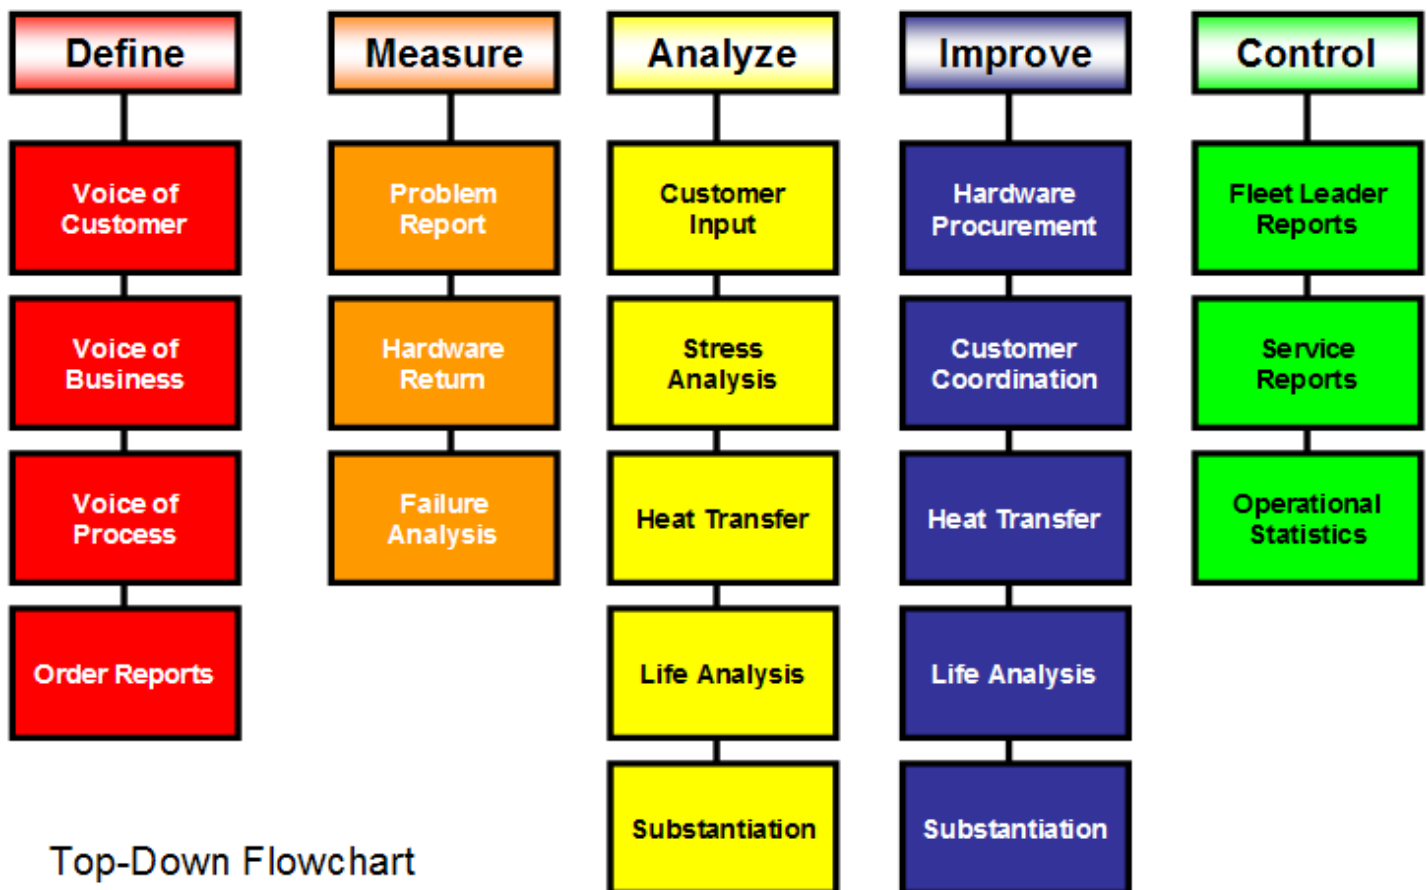 Define
Voice of
Customer
Voice of
Business
Voice of
Process
Order Reports
Measure
Problem
Report
Hardware
Return
Failure
Analysis
Analyze
Customer
Input
Stress
Analysis
Heat Transfer
Life Analysis
Substantiation
Improve
Hardware
Procurement
Customer
Coordination
Heat Transfer
Life Analysis
Substantiation
Control
Fleet Leader
Reports
Service
Reports
Operational
Statistics
Top-Down Flowchart